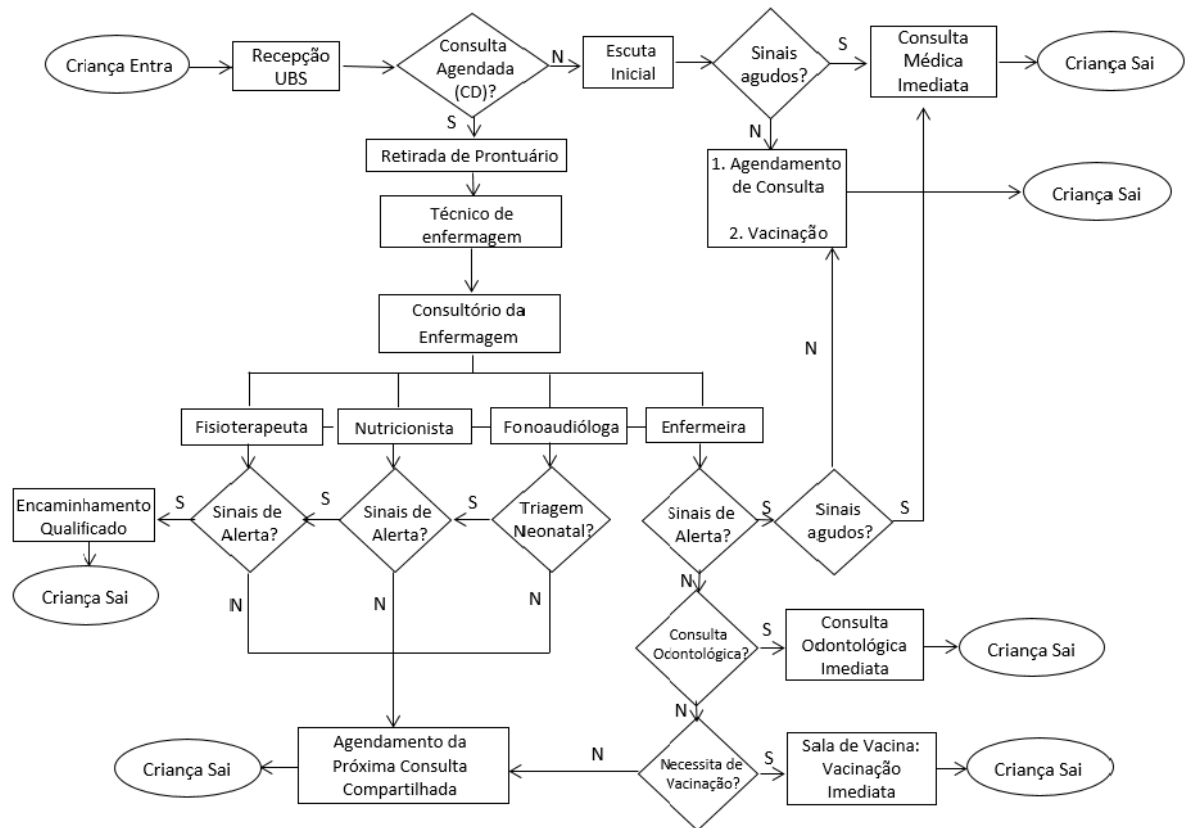 Criança Entra
Recepção
UBS
Consulta
Agendada
(CD)?
N
S
Escuta
Inicial
Sinais
agudos?
S
N
Consulta
Médica
Imediata
Criança Sai
Retirada de Prontuário
1. Agendamento
de Consulta
2. Vacinação
Criança Sai
Técnico de
enfermagem
Consultório da
Enfermagem
N
Fisioterapeuta
Nutricionista
Fonoaudióloga
Enfermeira
Encaminhamento
Qualificado
S
Sinais de
Alerta?
S
Sinais de
Alerta?
S
Triagem
Neonatal?
Sinais de
Alerta?
S
Sinais
agudos?
S
Criança Sai
N
N
N
N
Consulta
Odontológica?
S
Consulta
Odontológica
Imediata
Criança Sai
N
Criança Sai
Agendamento da
Próxima Consulta
Compartilhada
N
Necessita de
Vacinação?
S
Sala de Vacina:
Vacinação
Imediata
Criança Sai